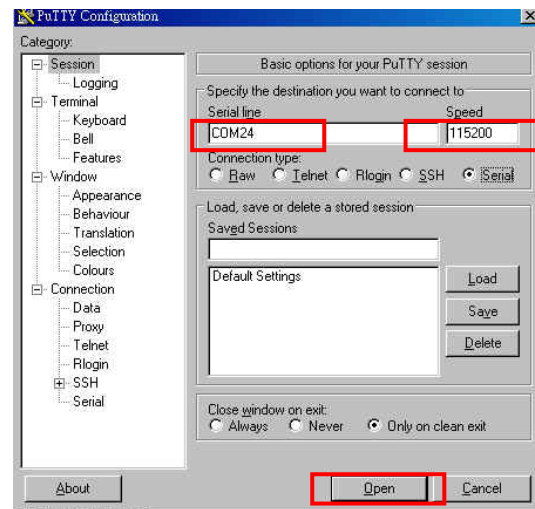 PuTTY Configuration
Category:
Session
Logging
Terminal
Keyboard
Bell
Features
Window
Appearance
Behaviour
Translation
Selection
Colours
Connection
Data
Proxy
Telnet
Rlogin
SSH
Serial
Basic options for your PuTTY session
Specify the destination you want to connect to
Serial line Speed
COM24 115200
Connection type:
Raw Telnet Rlogin SSH Serial
Load, save or delete a stored session
Saved Sessions
Default Settings
Load
Save
Delete
Close window on exit:
Always Never Only on clean exit
About Open Cancel